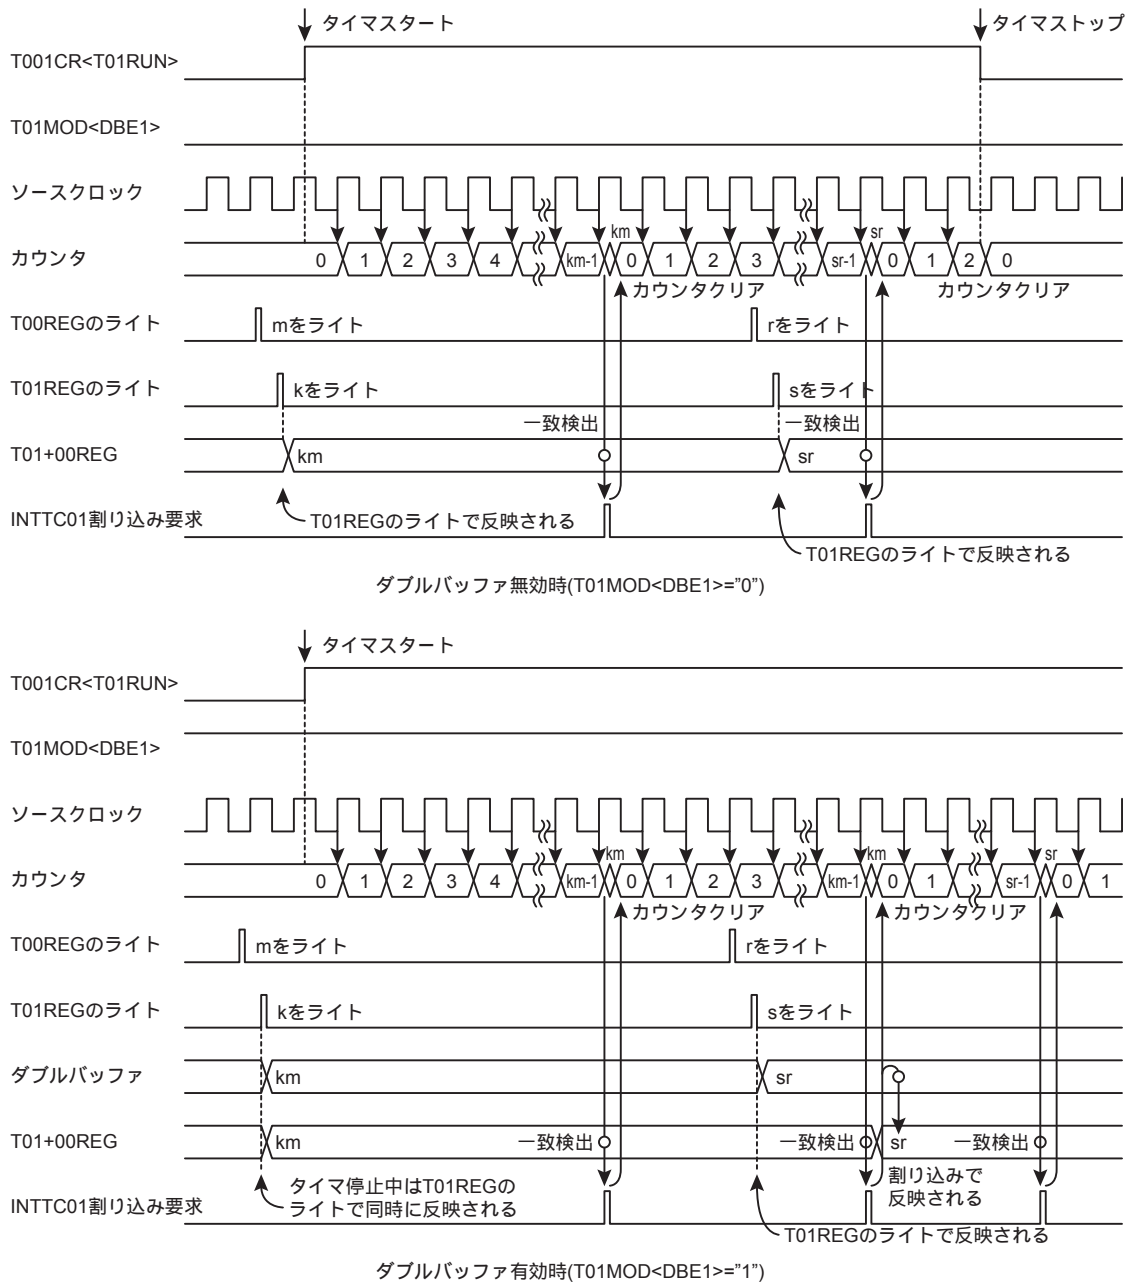 タイマスタート
タイマストップ
T001CR<T01RUN>
T01MOD<DBE1>
ソースクロック
km
sr
カウンタ
0 1 2 3 4 km-1 0 1 2 3 sr-1 0 1 2 0
カウンタクリア
カウンタクリア
T00REGのライト
mをライト
rをライト
T01REGのライト
kをライト
sをライト
一致検出
一致検出
T01+00REG
km
sr
INTTC01割り込み要求
T01REGのライトで反映される
T01REGのライトで反映される
ダブルバッファ無効時(T01MOD<DBE1>="0")
タイマスタート
T001CR<T01RUN>
T01MOD<DBE1>
ソースクロック
km
km
sr
カウンタ
0 1 2 3 4 km-1 0 1 2 3 km-1 0 1 sr-1 0 1
カウンタクリア
カウンタクリア
T00REGのライト
mをライト
rをライト
T01REGのライト
kをライト
sをライト
ダブルバッファ
km
sr
T01+00REG
km
一致検出
一致検出
sr
一致検出
タイマ停止中はT01REGの
ライトで同時に反映される
割り込みで
反映される
INTTC01割り込み要求
T01REGのライトで反映される
ダブルバッファ有効時(T01MOD<DBE1>="1")